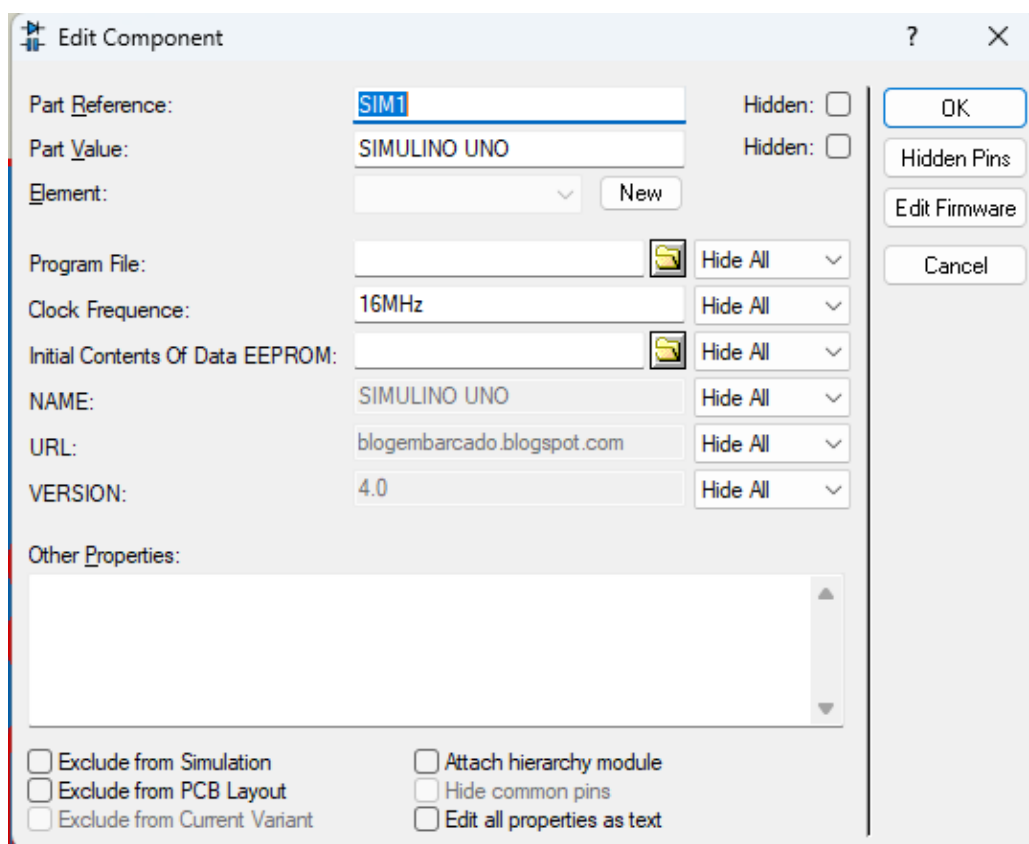 Edit Component ?
Part Reference: SIM1 Hidden: OK
Part Value: SIMULINO UNO Hidden: Hidden Pins
Element: New Edit Firmware
Program File: Hide All Cancel
Clock Frequence: 16MHz Hide All
Initial Contents Of Data EEPROM: Hide All
NAME: SIMULINO UNO Hide All
URL: blogembarcado.blogspot.com Hide All
VERSION: 4.0 Hide All
Other Properties:
Exclude from Simulation Attach hierarchy module
Exclude from PCB Layout Hide common pins
Exclude from Current Variant Edit all properties as text